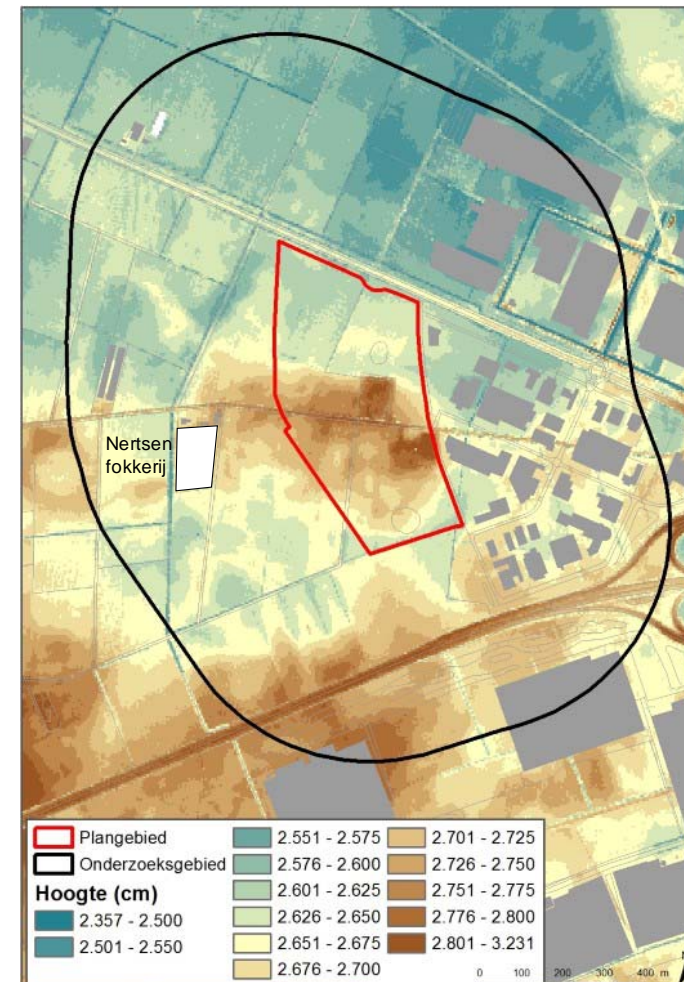 Nertsen
fokkerij
Plangebied
Onderzoeksgebied
Hoogte (cm)
2.357 - 2.500
2.501 - 2.550
2.551 - 2.575
2.576 - 2.600
2.601 - 2.625
2.626 - 2.650
2.651 - 2.675
2.676 - 2.700
2.701 - 2.725
2.726 - 2.750
2.751 - 2.775
2.776 - 2.800
2.801 - 3.231
0 100 200 300 400 m